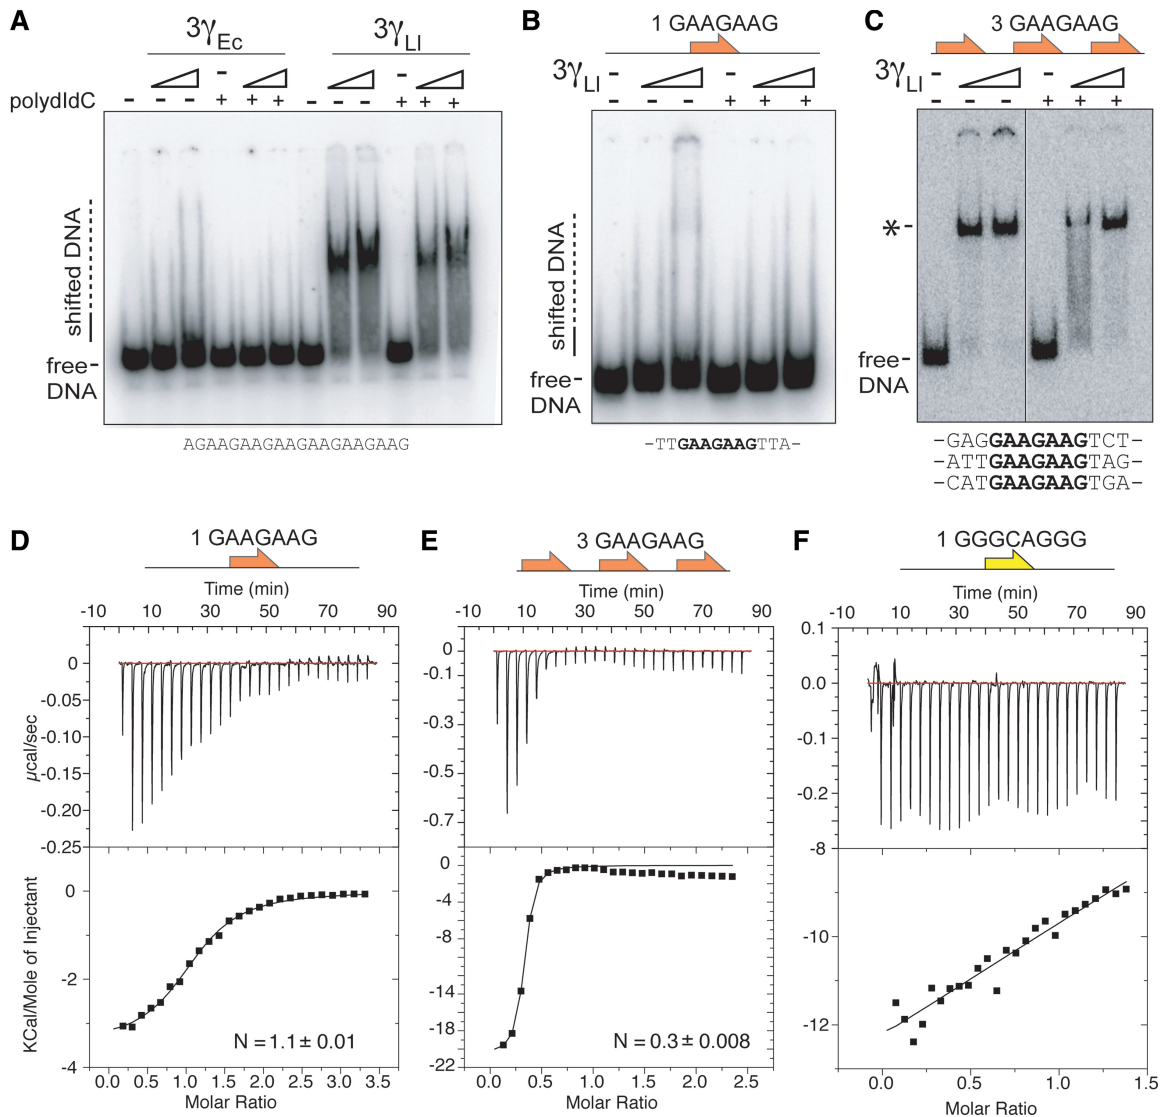 A
3γEc
3γLl
-
-
polydIdC
-
-
-
+
+
+
-
-
-
+
+
+
shifted DNA
free-
DNA
AGAAGAAGAAGAAGAAGAAG
B
1 GAAGAAG
3γLl
-
-
-
-
-
+
+
+
shifted DNA
free-
DNA
-TTGAAGAAGTTA-
C
3 GAAGAAG
3γLl
-
-
-
-
-
+
+
+
*-
free-
DNA
-GAGGAAGAAGTCT-
-ATTGAAGAAGTAG-
-CATGAAGAAGTGA-
D
1 GAAGAAG
Time (min)
-10 10 30 50 70 90
0
-0.05
-0.10
-0.15
-0.20
-0.25
µcal/sec
0
-2
-4
KCal/Mole of Injectant
N = 1.1 ± 0.01
0.0 0.5 1.0 1.5 2.0 2.5 3.0 3.5
Molar Ratio
E
3 GAAGAAG
Time (min)
-10 10 30 50 70 90
0
-0.1
-0.3
-0.5
-0.7
0
-2
-6
-10
-14
-18
-22
N = 0.3 ± 0.008
0.0 0.5 1.0 1.5 2.0 2.5
Molar Ratio
F
1 GGGCAGGG
Time (min)
-10 10 30 50 70 90
0.1
0.0
-0.1
-0.2
-8
-10
-12
0.0 0.5 1.0 1.5
Molar Ratio